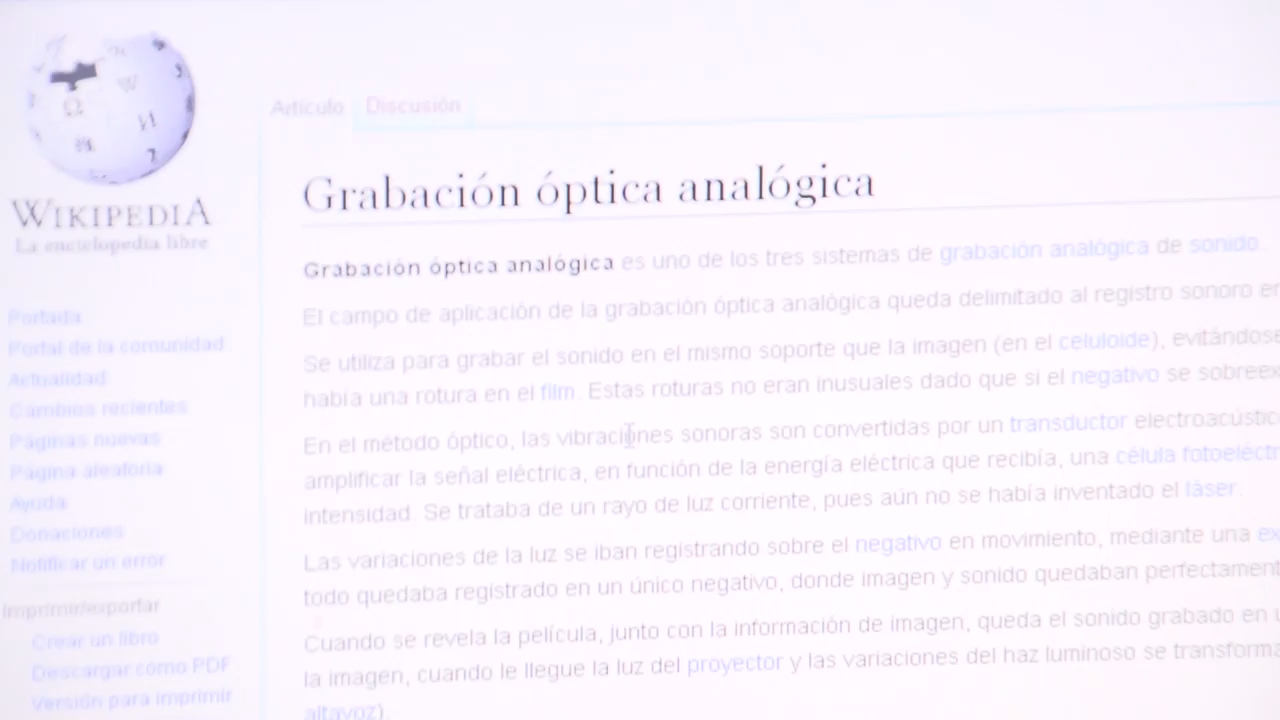 WIKIPEDIA
La enciclopedia libre
Portada
Portal de la comunidad
Actualidad
Cambios recientes
Páginas nuevas
Página aleatoria
Ayuda
Donaciones
Notificar un error
Imprimir/exportar
Crear un libro
Descargar como PDF
Versión para imprimir
Artículo Discusión
Grabación óptica analógica
Grabación óptica analógica es uno de los tres sistemas de grabación analógica de sonido.
El campo de aplicación de la grabación óptica analógica queda delimitado al registro sonoro en
Se utiliza para grabar el sonido en el mismo soporte que la imagen (en el celuloide), evitándose
había una rotura en el film. Estas roturas no eran inusuales dado que si el negativo se sobreex
En el método óptico, las vibraciones sonoras son convertidas por un transductor electroacústic
amplificar la señal eléctrica, en función de la energía eléctrica que recibía, una célula fotoeléctr
intensidad. Se trataba de un rayo de luz corriente, pues aún no se había inventado el láser.
Las variaciones de la luz se iban registrando sobre el negativo en movimiento, mediante una ex
todo quedaba registrado en un único negativo, donde imagen y sonido quedaban perfectament
Cuando se revela la película, junto con la información de imagen, queda el sonido grabado en u
la imagen, cuando le llegue la luz del proyector y las variaciones del haz luminoso se transforma
altavoz).